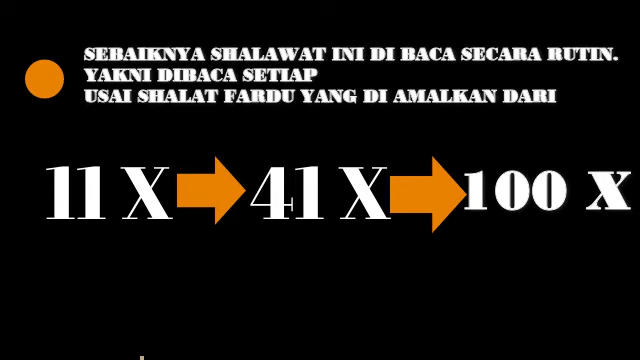 SEBAIKNYA SHALAWAT INI DI BACA SECARA RUTIN.
YAKNI DIBACA SETIAP
USAI SHALAT FARDU YANG DI AMALKAN DARI
11 X 41 X 100 X